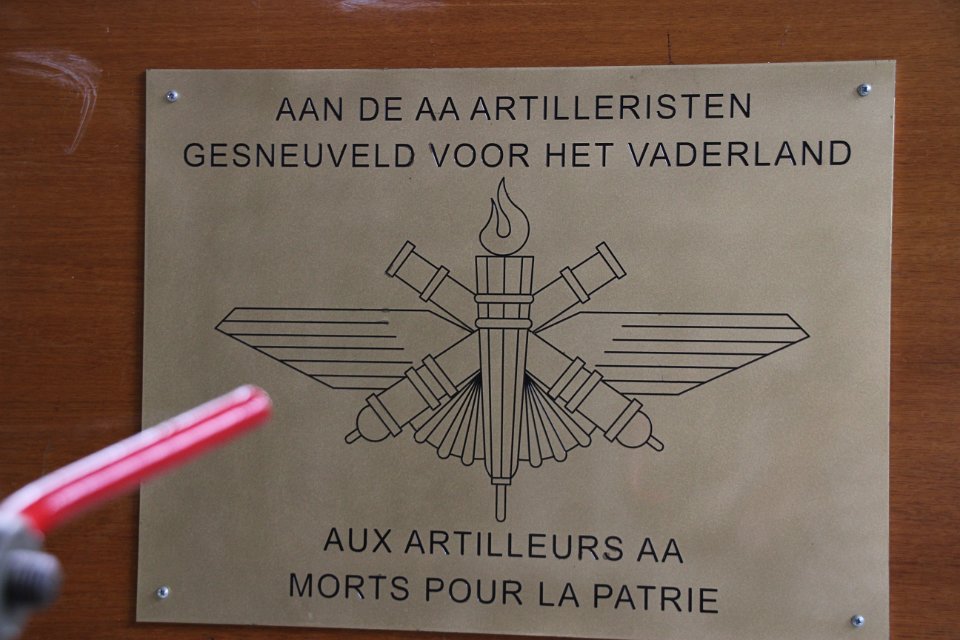 AAN DE AA ARTILLERISTEN
GESNEUVELD VOOR HET VADERLAND
AUX ARTILLEURS AA
MORTS POUR LA PATRIE